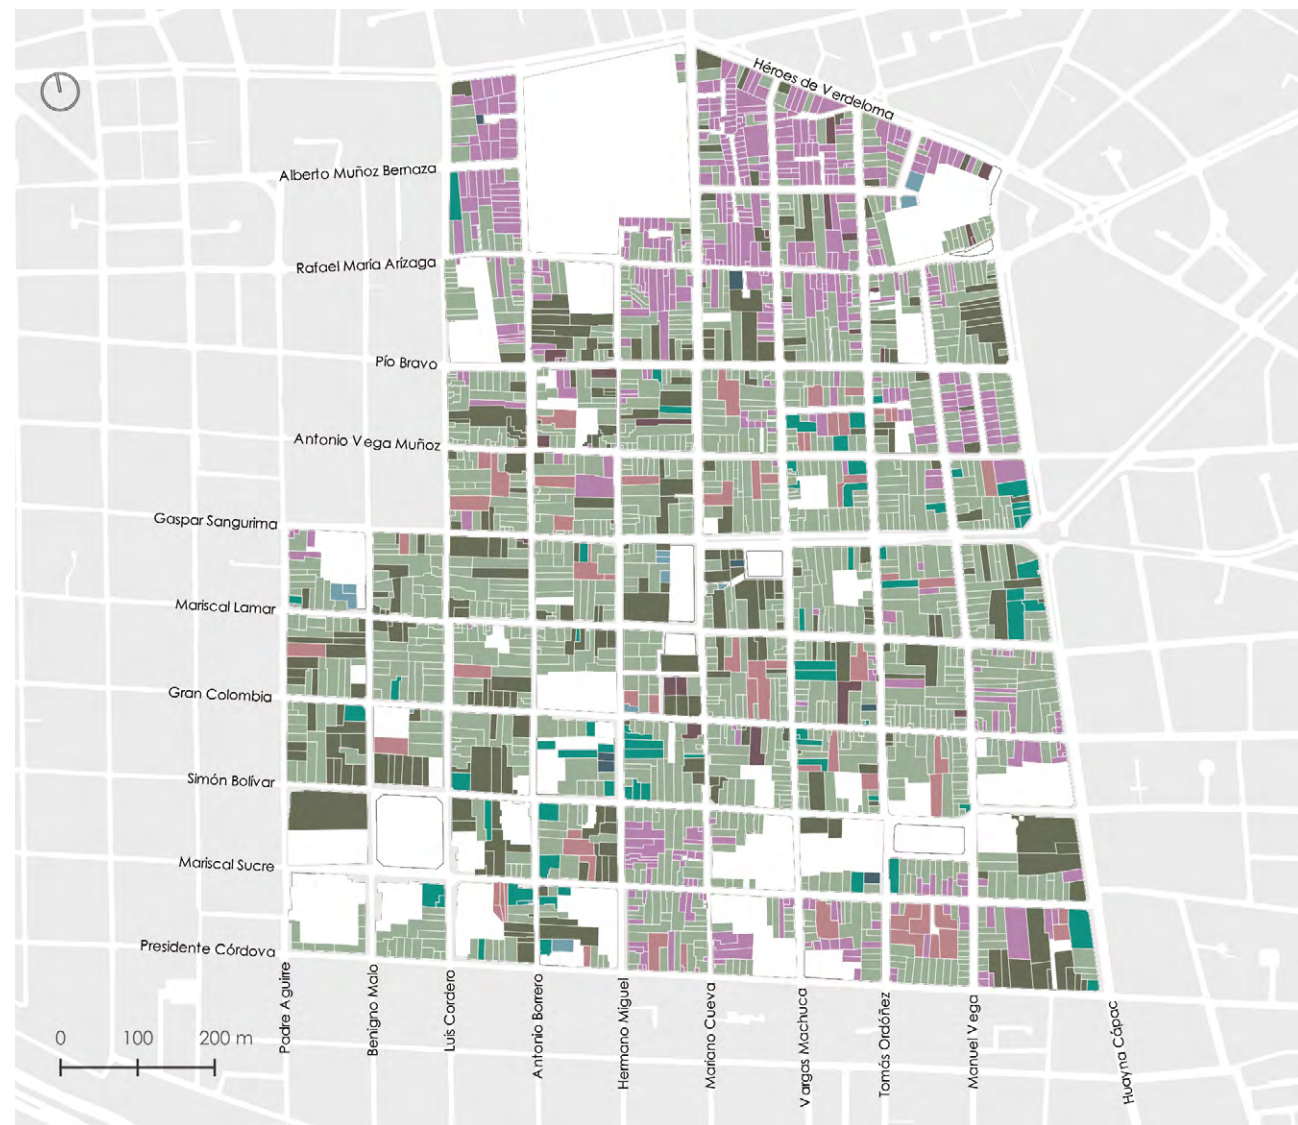 Héroes de Verdeloma
Alberto Muñoz Bernaza
Rafael María Arízaga
Pío Bravo
Antonio Vega Muñoz
Gaspar Sangurima
Mariscal Lamar
Gran Colombia
Simón Bolívar
Mariscal Sucre
Presidente Córdova
Padre Aguirre
Benigno Malo
Luis Cordero
Antonio Borrero
Hermano Miguel
Mariano Cueva
Vargas Machuca
Tomás Ordóñez
Manuel Vega
Huayna Cápac
0 100 200 m